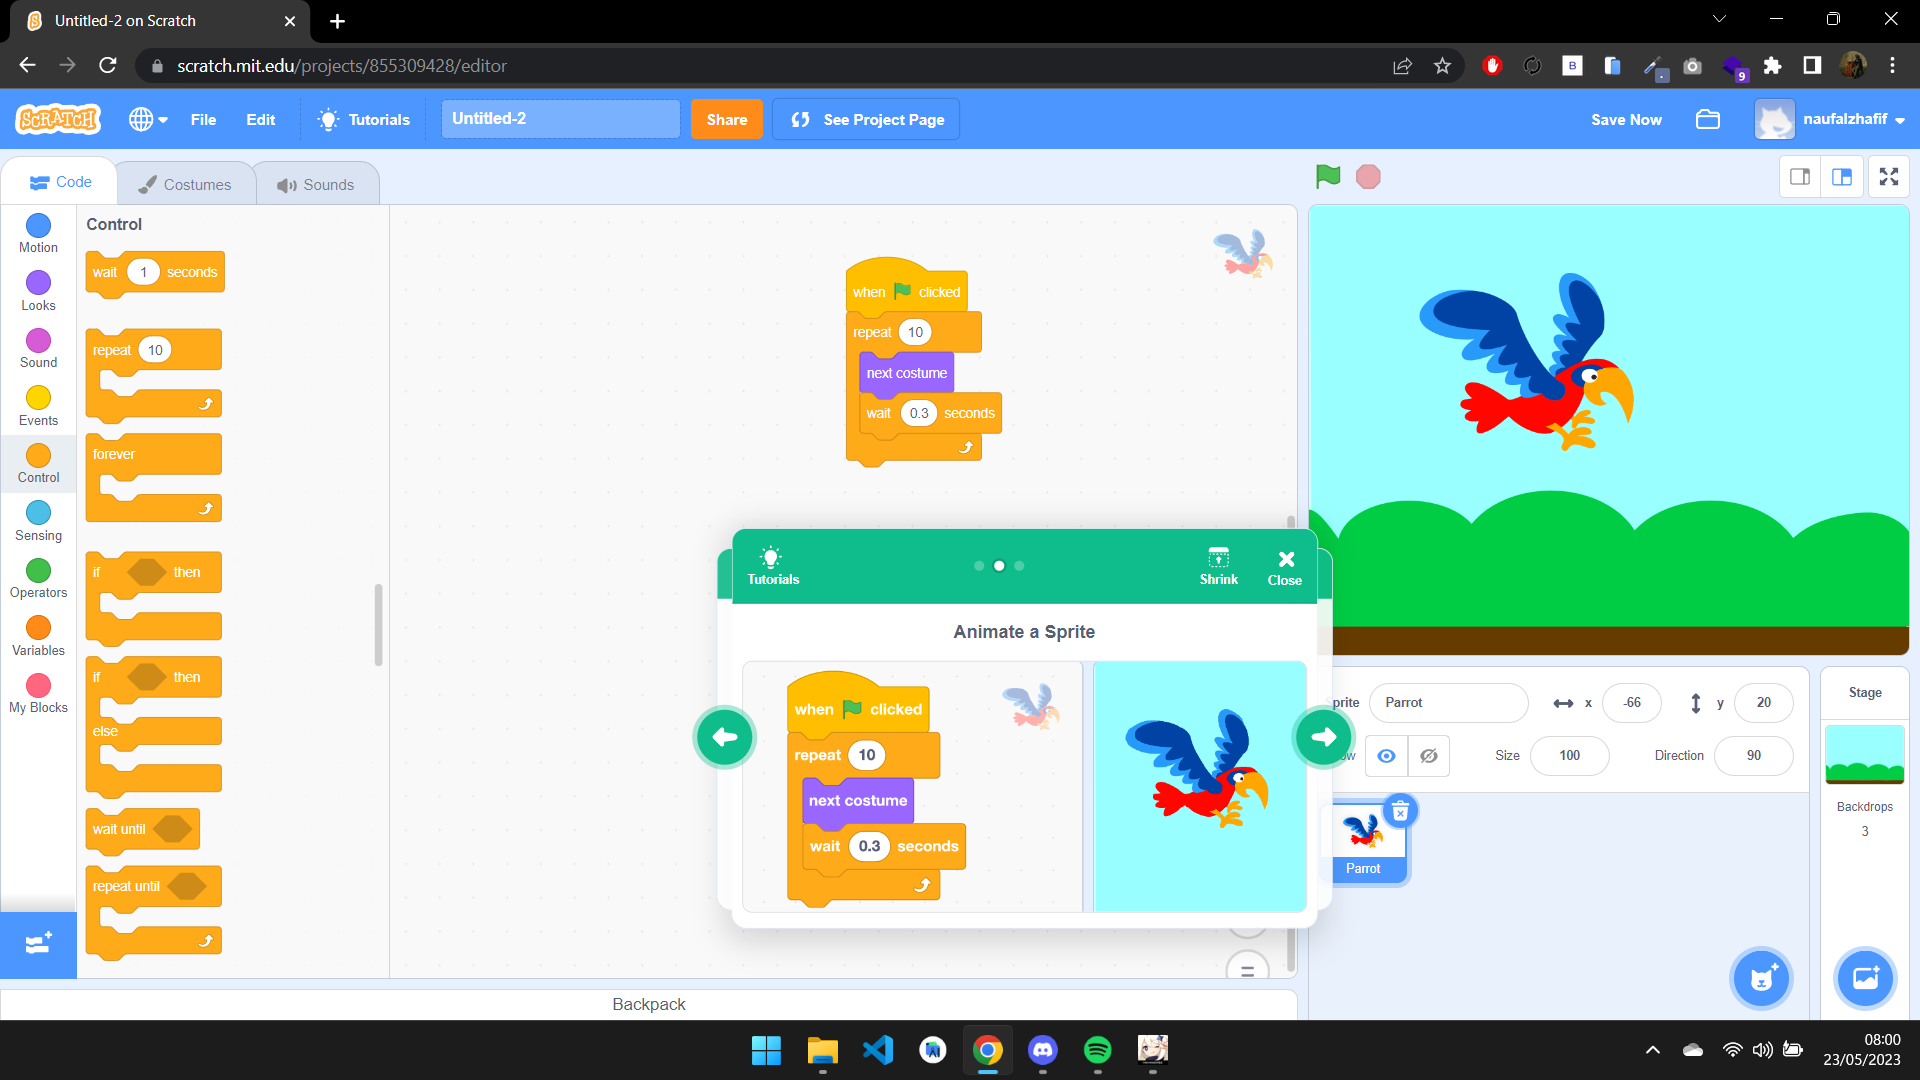 Untitled-2 on Scratch
scratch.mit.edu/projects/855309428/editor
B
9
SCRATCH
File
Edit
Tutorials
Untitled-2
Share
See Project Page
Save Now
naufalzhafif
Code
Costumes
Sounds
Motion
Looks
Sound
Events
Control
Sensing
Operators
Variables
My Blocks
Control
wait 1 seconds
repeat 10
forever
if then
if then
else
wait until
repeat until
when clicked
repeat 10
next costume
wait 0.3 seconds
Tutorials
Shrink
Close
Animate a Sprite
when clicked
repeat 10
next costume
wait 0.3 seconds
prite
Parrot
x
-66
y
20
ow
Size
100
Direction
90
Parrot
Stage
Backdrops
3
Backpack
08:00
23/05/2023